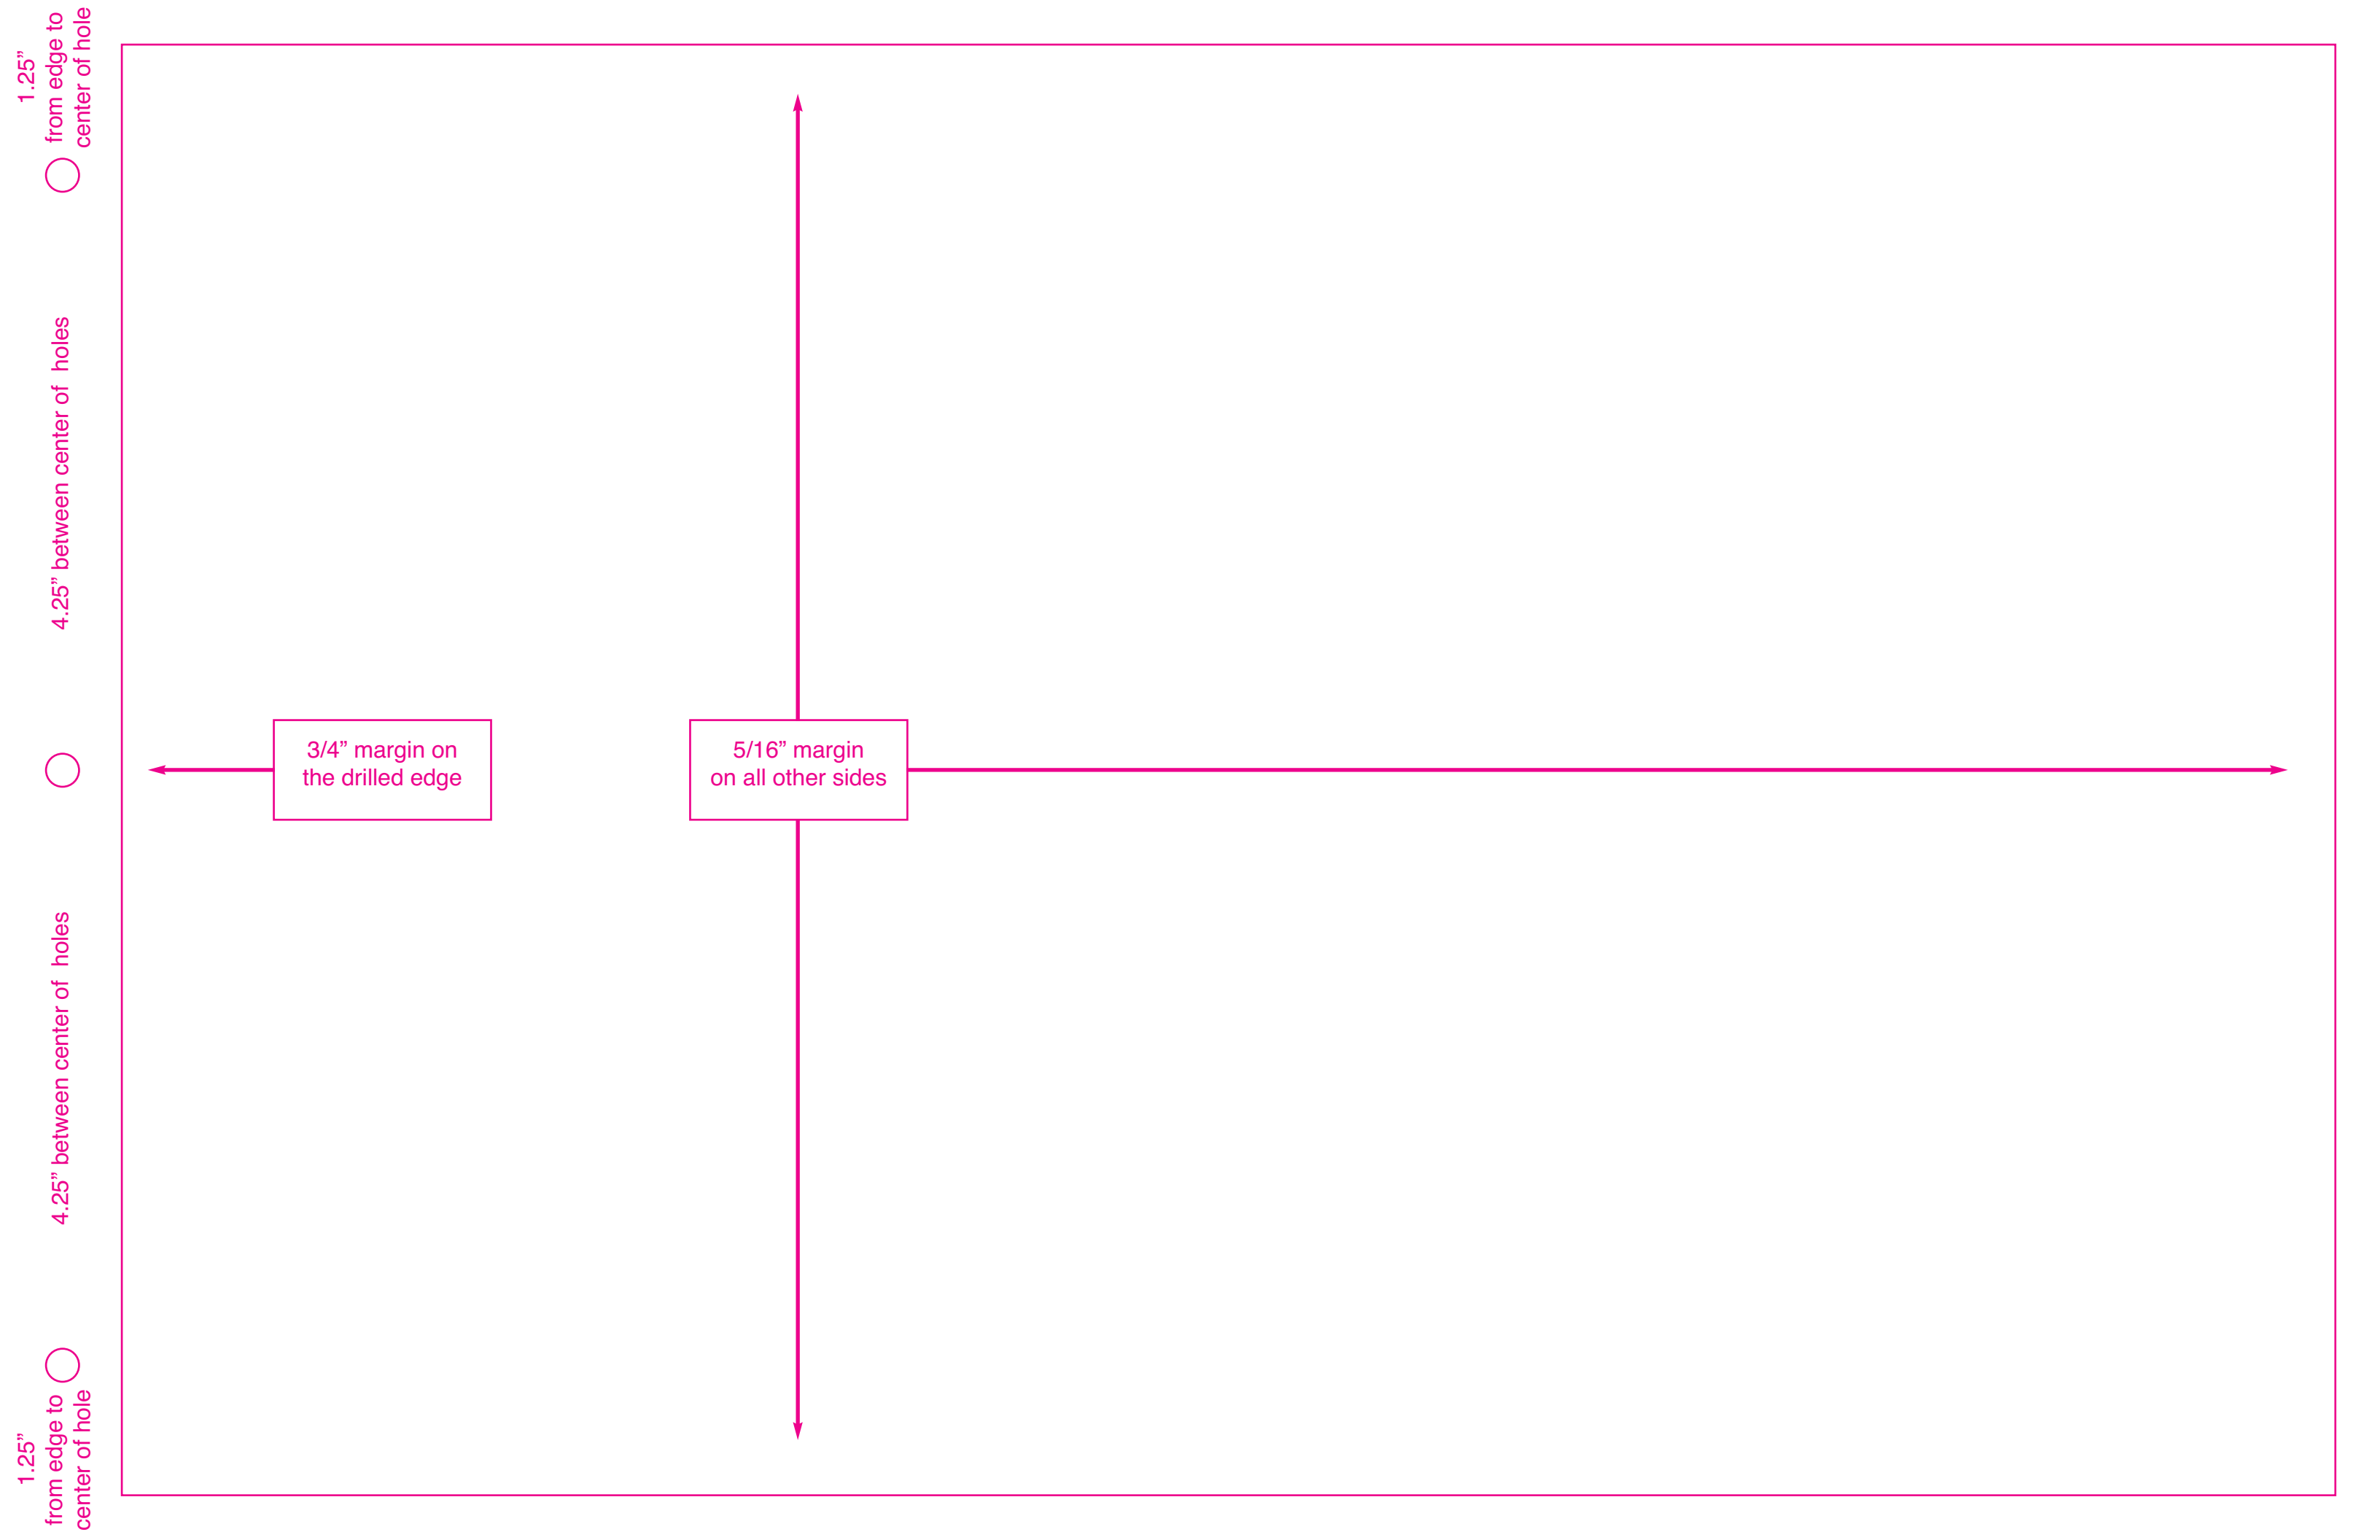 1.25”
from edge to
center of hole
4.25” between center of  holes
3/4” margin on
the drilled edge
5/16” margin
on all other sides
4.25” between center of  holes
1.25”
from edge to
center of hole